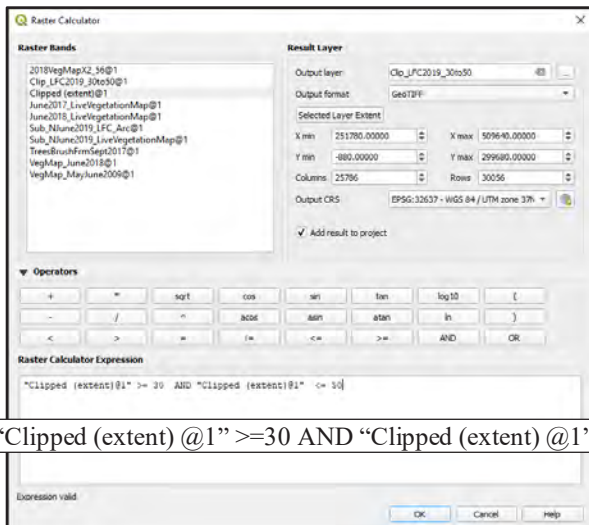 Raster Calculator
Raster Bands
2018VegMapX2_56@1
Clip_LFC2019_30to50@1
Clipped (extent)@1
June2017_LiveVegetationMap@1
June2018_LiveVegetationMap@1
Sub_NJune2019_LFC_Arc@1
Sub_NJune2019_LiveVegetationMap@1
TreesBrushFrmSept2017@1
VegMap_June2018@1
VegMap_MayJune2009@1
Result Layer
Output layer Clip_LFC2019_30to50 ...
Output format GeoTIFF
Selected Layer Extent
X min 251780.00000 X max 509640.00000
Y min -880.00000 Y max 299680.00000
Columns 25786 Rows 30056
Output CRS EPSG:32637 - WGS 84 / UTM zone 37N
Add result to project
Operators
+ * sqrt cos sin tan log10 (
- / ^ acos asin atan ln )
< > = != <= >= AND OR
Raster Calculator Expression
"Clipped (extent)@1" >= 30 AND "Clipped (extent)@1" <= 50
“Clipped (extent) @1” >=30 AND “Clipped (extent) @1”
Expression valid
OK Cancel Help